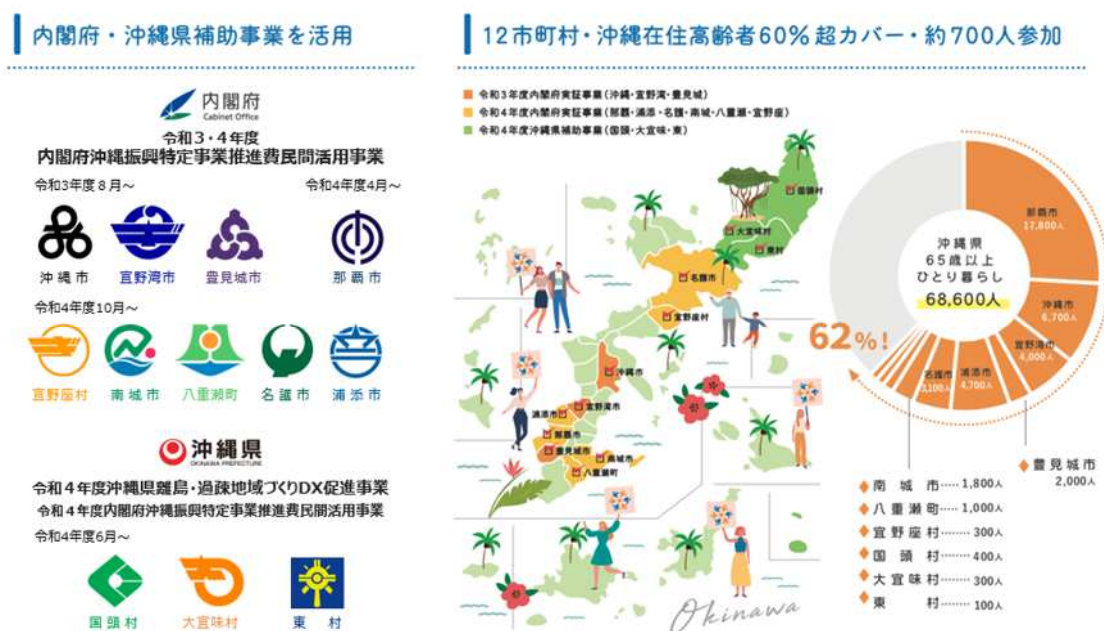 内閣府・沖縄県補助事業を活用
内閣府
Cabinet Office
令和3・4年度
内閣府沖縄振興特定事業推進費民間活用事業
令和3年度8月～
令和4年度4月～
沖縄市
宜野湾市
豊見城市
那覇市
令和4年度10月～
宜野座村
南城市
八重瀬町
名護市
浦添市
沖縄県
OKINAWA PREFECTURE
令和4年度沖縄県離島・過疎地域づくりDX促進事業
令和4年度内閣府沖縄振興特定事業推進費民間活用事業
令和4年度6月～
国頭村
大宜味村
東 村
12市町村・沖縄在住高齢者60%超カバー・約700人参加
令和3年度内閣府実証事業(沖縄・宜野湾・豊見城)
令和4年度内閣府実証事業(那覇・浦添・名護・南城・八重瀬・宜野座)
令和4年度沖縄県補助事業(国頭・大宜味・東)
国頭村
大宜味村
東村
名護市
宜野座村
沖縄市
宜野湾市
浦添市
那覇市
豊見城市
南城市
八重瀬町
Okinawa
沖縄県
65歳以上
ひとり暮らし
68,600人
62%!
那覇市
17,800人
沖縄市
6,700人
宜野湾市
4,000人
浦添市
4,700人
名護市
3,100人
豊見城市
2,000人
南城市‥‥1,800人
八重瀬町‥‥1,000人
宜野座村‥‥‥300人
国頭村‥‥‥400人
大宜味村‥‥‥300人
東村‥‥‥100人